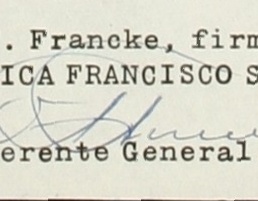 . Francke, firm
ICA FRANCISCO S
erente General